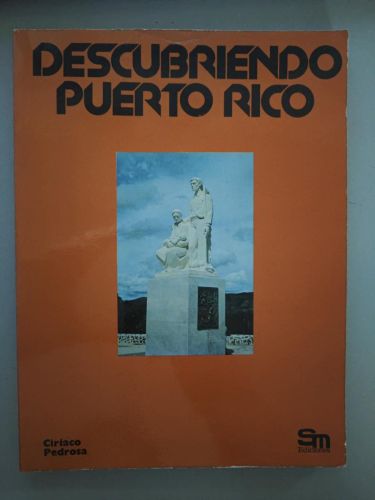 DESCUBRIENDO
PUERTO RICO
Ciriaco
Pedrosa
Sm
Ediciones